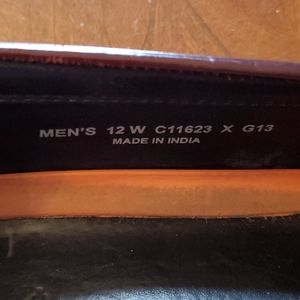 MEN'S 12 W C11623 X G13
MADE IN INDIA